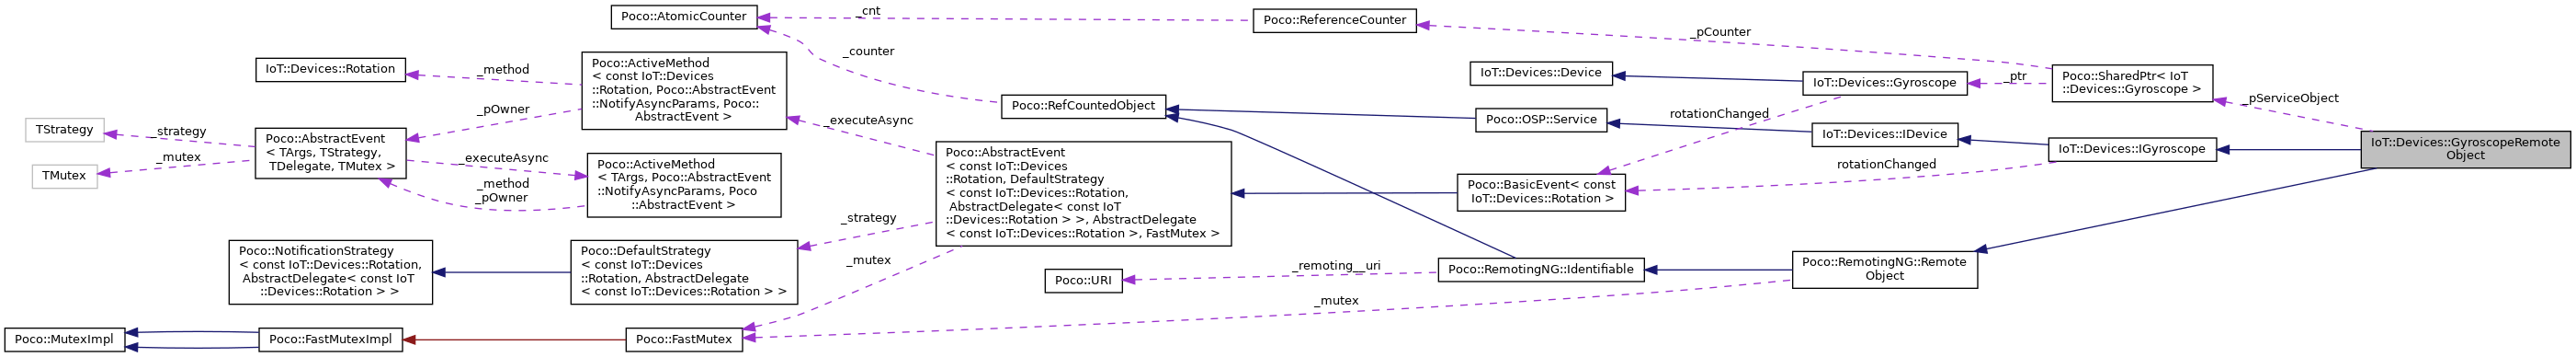 Poco::AtomicCounter
_cnt
Poco::ReferenceCounter
_pCounter
_counter
IoT::Devices::Rotation
_method
Poco::ActiveMethod
< const IoT::Devices
::Rotation, Poco::AbstractEvent
::NotifyAsyncParams, Poco::
AbstractEvent >
_pOwner
IoT::Devices::Device
IoT::Devices::Gyroscope
_ptr
Poco::SharedPtr< IoT
::Devices::Gyroscope >
_pServiceObject
Poco::RefCountedObject
Poco::OSP::Service
rotationChanged
IoT::Devices::IDevice
IoT::Devices::IGyroscope
IoT::Devices::GyroscopeRemote
Object
TStrategy
_strategy
TMutex
_mutex
Poco::AbstractEvent
< TArgs, TStrategy,
TDelegate, TMutex >
_executeAsync
_method
_pOwner
Poco::ActiveMethod
< TArgs, Poco::AbstractEvent
::NotifyAsyncParams, Poco
::AbstractEvent >
_executeAsync
Poco::AbstractEvent
< const IoT::Devices
::Rotation, DefaultStrategy
< const IoT::Devices::Rotation,
AbstractDelegate< const IoT
::Devices::Rotation > >, AbstractDelegate
< const IoT::Devices::Rotation >, FastMutex >
Poco::BasicEvent< const
IoT::Devices::Rotation >
rotationChanged
_strategy
_mutex
Poco::NotificationStrategy
< const IoT::Devices::Rotation,
AbstractDelegate< const IoT
::Devices::Rotation > >
Poco::DefaultStrategy
< const IoT::Devices
::Rotation, AbstractDelegate
< const IoT::Devices::Rotation > >
Poco::URI
_remoting__uri
Poco::RemotingNG::Identifiable
Poco::RemotingNG::Remote
Object
_mutex
Poco::MutexImpl
Poco::FastMutexImpl
Poco::FastMutex